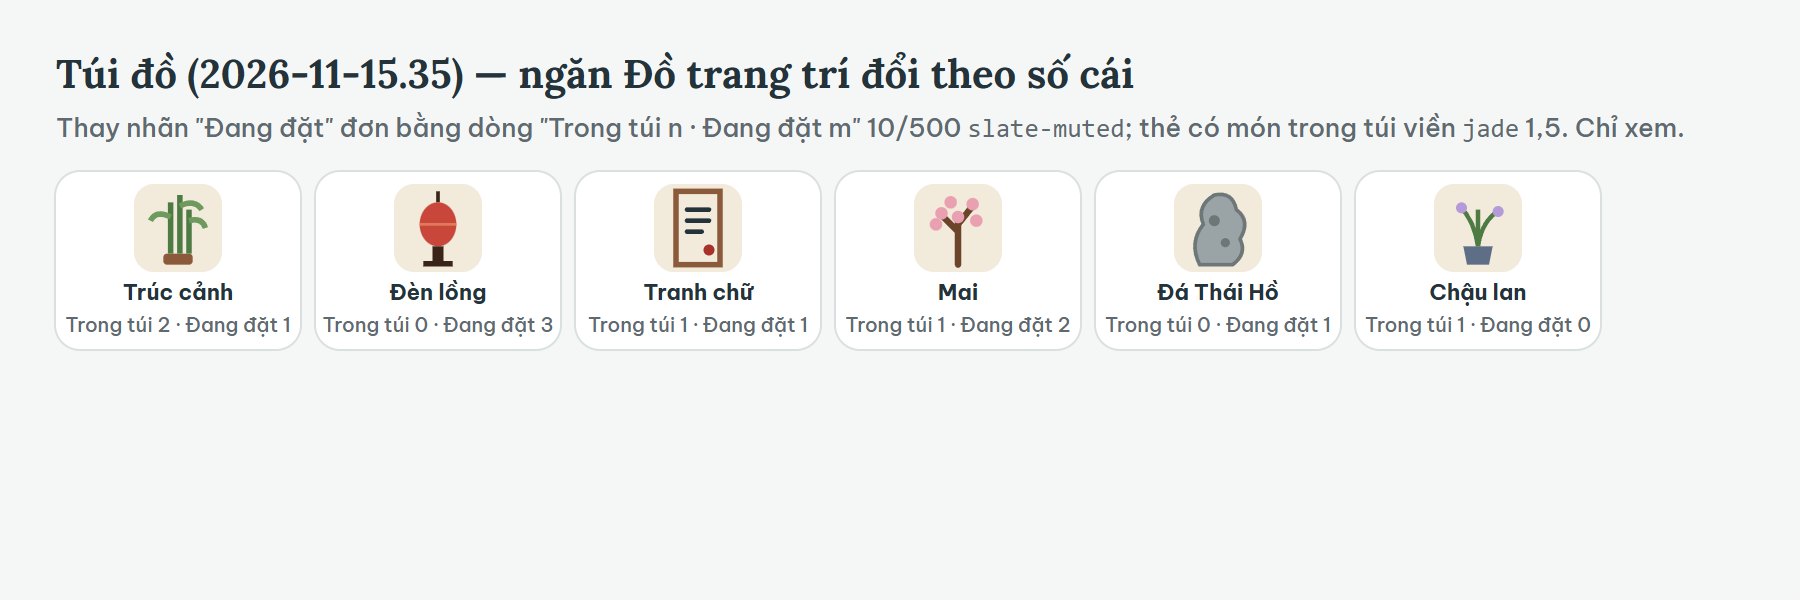 Túi đồ (2026-11-15.35) — ngăn Đồ trang trí đổi theo số cái
Thay nhãn "Đang đặt" đơn bằng dòng "Trong túi n · Đang đặt m" 10/500 slate-muted; thẻ có món trong túi viền jade 1,5. Chỉ xem.
Trúc cảnh
Trong túi 2 · Đang đặt 1
Đèn lồng
Trong túi 0 · Đang đặt 3
Tranh chữ
Trong túi 1 · Đang đặt 1
Mai
Trong túi 1 · Đang đặt 2
Đá Thái Hồ
Trong túi 0 · Đang đặt 1
Chậu lan
Trong túi 1 · Đang đặt 0